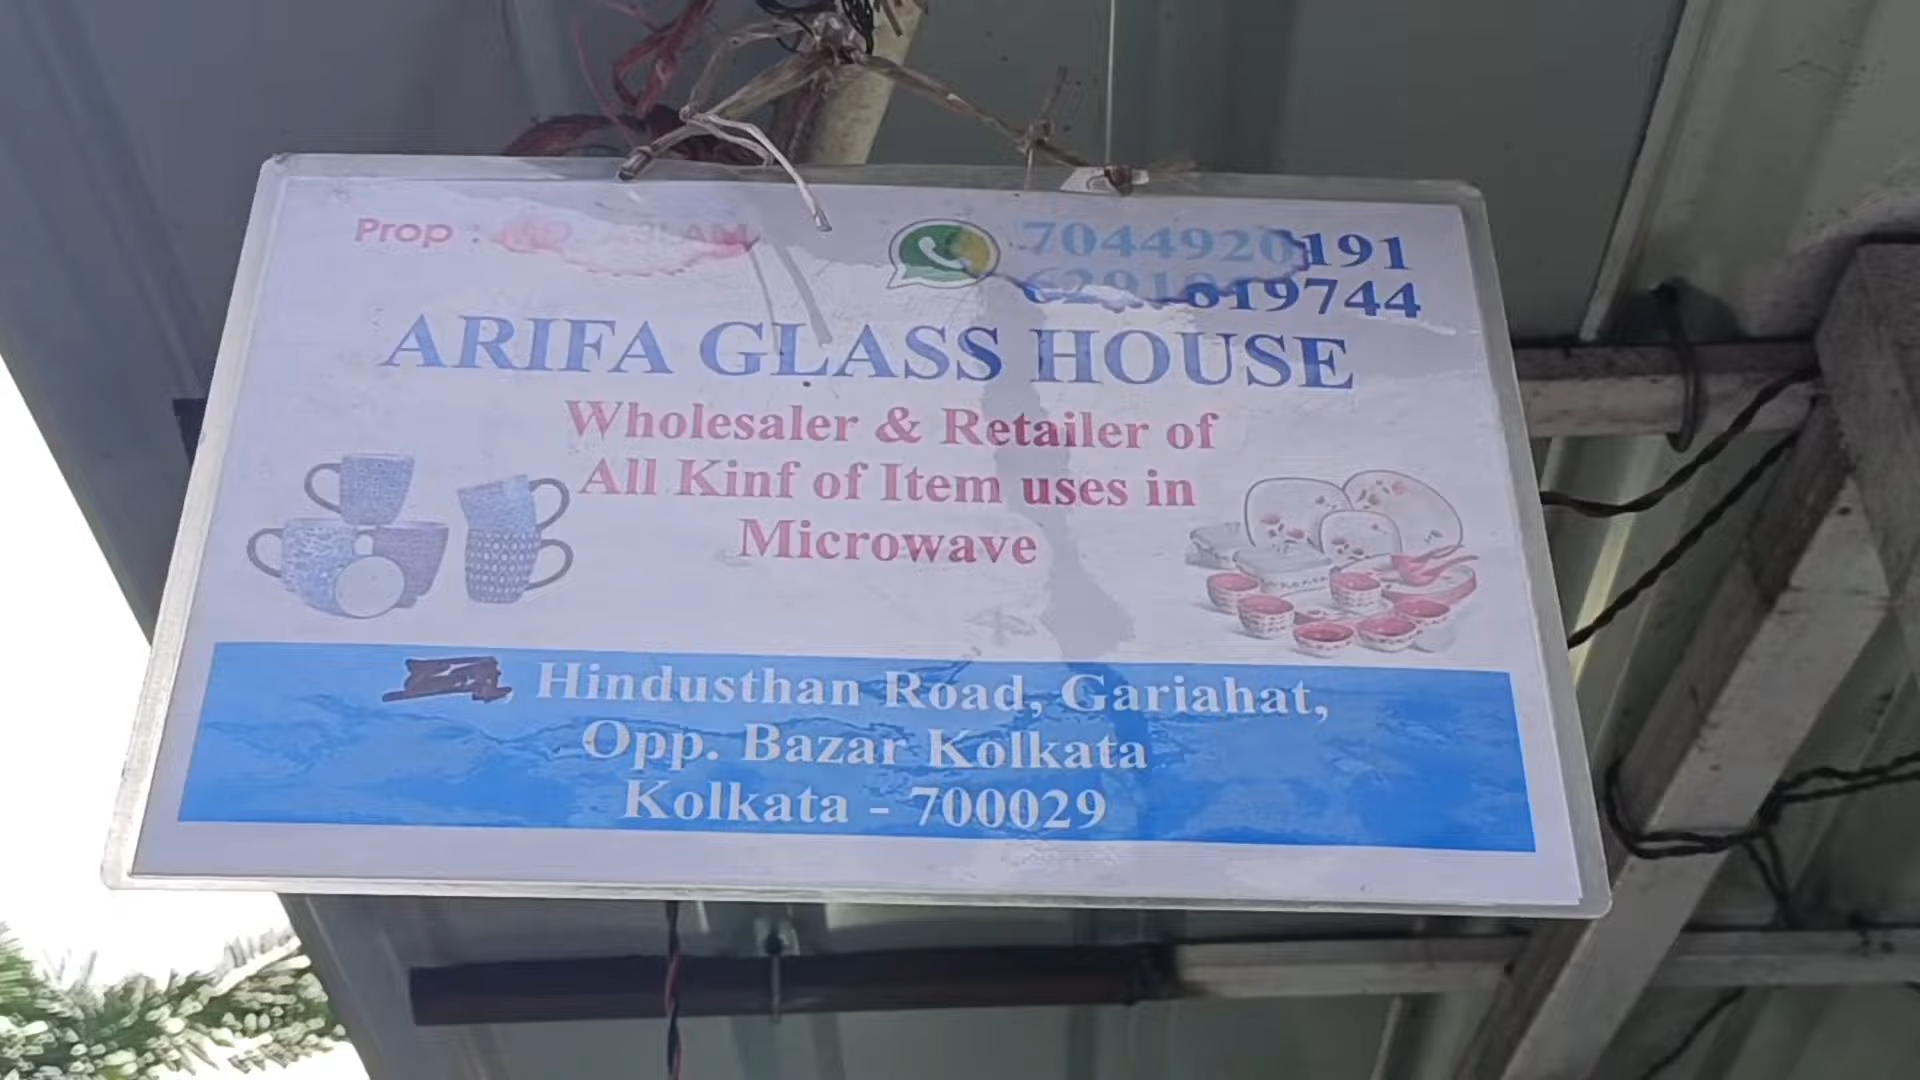 Prop :
7044920191
819744
ARIFA GLASS HOUSE
Wholesaler & Retailer of
All Kinf of Item uses in
Microwave
Hindusthan Road, Gariahat,
Opp. Bazar Kolkata
Kolkata - 700029